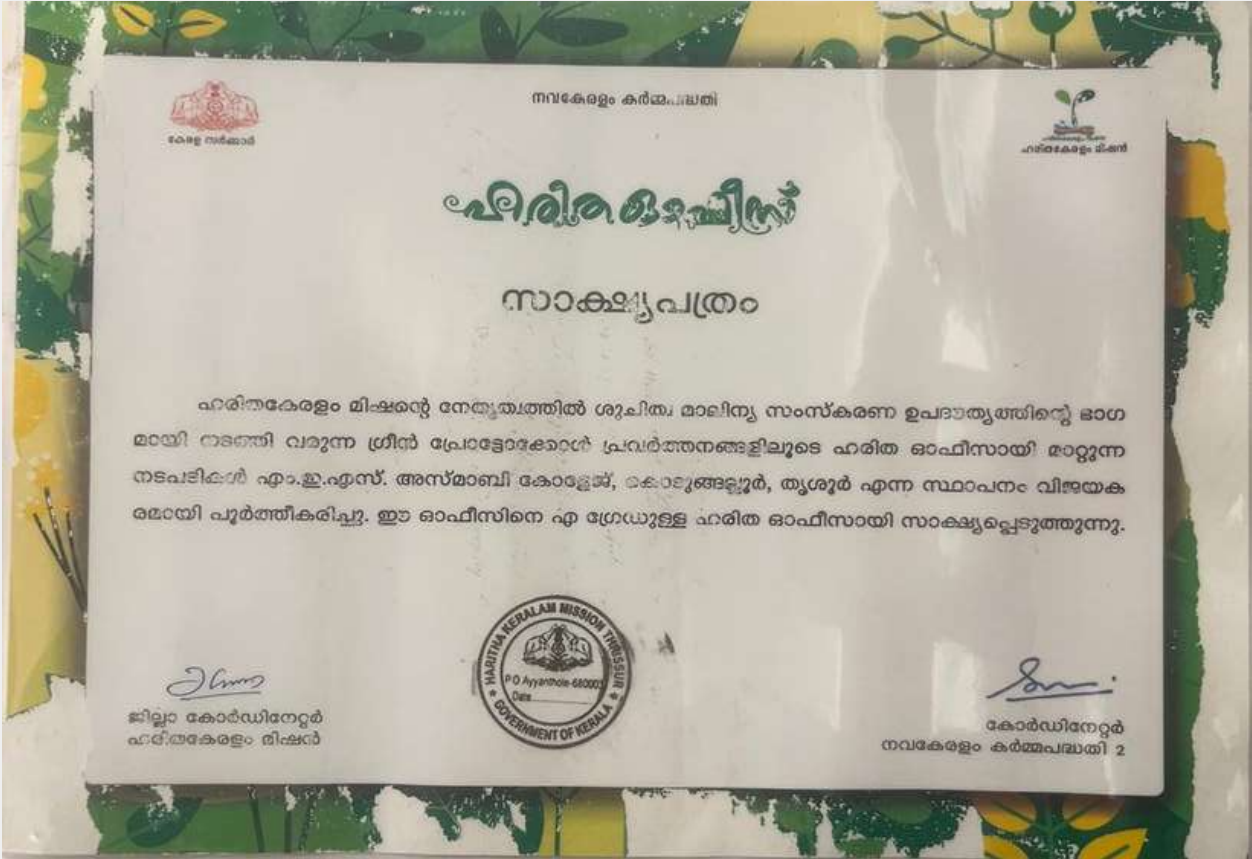 കേരള സർക്കാർ
നവകേരളം കർമ്മപദ്ധതി
ഹരിതകേരളം മിഷൻ
ഹരിത ഓഫീസ്
സാക്ഷ്യപത്രം
ഹരിതകേരളം മിഷന്റെ നേതൃത്വത്തിൽ ശുചിത്വ മാലിന്യ സംസ്കരണ ഉപദൗത്യത്തിന്റെ ഭാഗ
മായി നടത്തി വരുന്ന ഗ്രീൻ പ്രോട്ടോക്കോൾ പ്രവർത്തനങ്ങളിലൂടെ ഹരിത ഓഫീസായി മാറ്റുന്ന
നടപടികൾ എം.ഇ.എസ്. അസ്മാബി കോളേജ്, കൊടുങ്ങല്ലൂർ, തൃശൂർ എന്ന സ്ഥാപനം വിജയക
രമായി പൂർത്തീകരിച്ചു. ഈ ഓഫീസിനെ എ ഗ്രേഡുള്ള ഹരിത ഓഫീസായി സാക്ഷ്യപ്പെടുത്തുന്നു.
HARITHA KERALAM MISSION THRISSUR
P O Ayyanthole-680003
Date
GOVERNMENT OF KERALA
ജില്ലാ കോർഡിനേറ്റർ
ഹരിതകേരളം മിഷൻ
കോർഡിനേറ്റർ
നവകേരളം കർമ്മപദ്ധതി 2